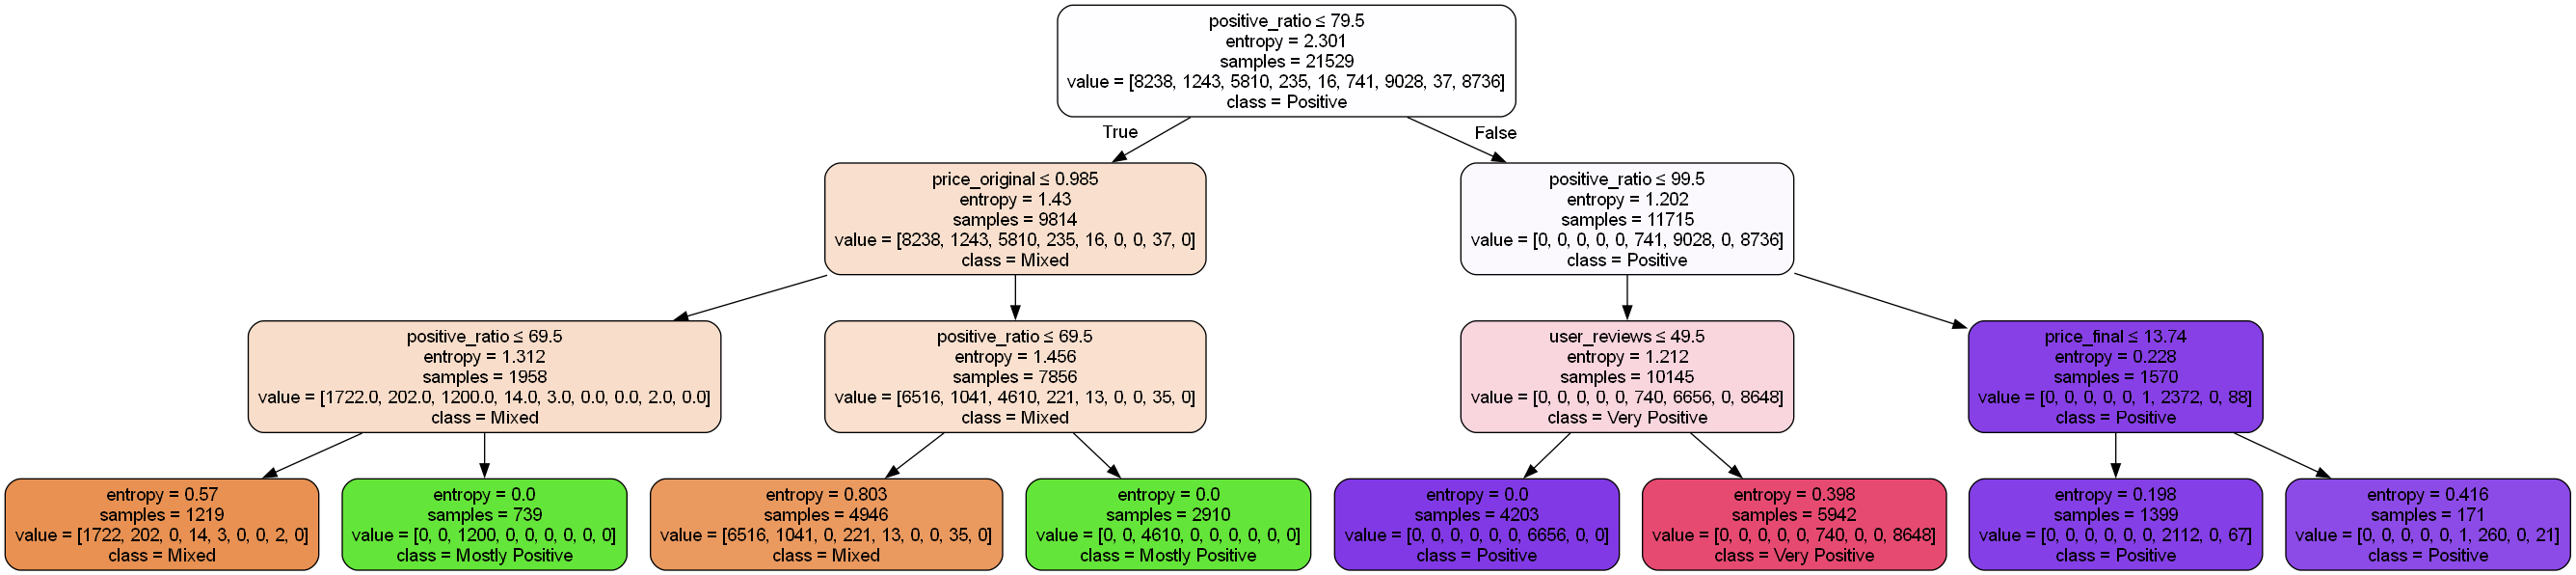 positive_ratio ≤ 79.5
entropy = 2.301
samples = 21529
value = [8238, 1243, 5810, 235, 16, 741, 9028, 37, 8736]
class = Positive
True
False
price_original ≤ 0.985
entropy = 1.43
samples = 9814
value = [8238, 1243, 5810, 235, 16, 0, 0, 37, 0]
class = Mixed
positive_ratio ≤ 99.5
entropy = 1.202
samples = 11715
value = [0, 0, 0, 0, 0, 741, 9028, 0, 8736]
class = Positive
positive_ratio ≤ 69.5
entropy = 1.312
samples = 1958
value = [1722.0, 202.0, 1200.0, 14.0, 3.0, 0.0, 0.0, 2.0, 0.0]
class = Mixed
positive_ratio ≤ 69.5
entropy = 1.456
samples = 7856
value = [6516, 1041, 4610, 221, 13, 0, 0, 35, 0]
class = Mixed
user_reviews ≤ 49.5
entropy = 1.212
samples = 10145
value = [0, 0, 0, 0, 0, 740, 6656, 0, 8648]
class = Very Positive
price_final ≤ 13.74
entropy = 0.228
samples = 1570
value = [0, 0, 0, 0, 0, 1, 2372, 0, 88]
class = Positive
entropy = 0.57
samples = 1219
value = [1722, 202, 0, 14, 3, 0, 0, 2, 0]
class = Mixed
entropy = 0.0
samples = 739
value = [0, 0, 1200, 0, 0, 0, 0, 0, 0]
class = Mostly Positive
entropy = 0.803
samples = 4946
value = [6516, 1041, 0, 221, 13, 0, 0, 35, 0]
class = Mixed
entropy = 0.0
samples = 2910
value = [0, 0, 4610, 0, 0, 0, 0, 0, 0]
class = Mostly Positive
entropy = 0.0
samples = 4203
value = [0, 0, 0, 0, 0, 0, 6656, 0, 0]
class = Positive
entropy = 0.398
samples = 5942
value = [0, 0, 0, 0, 0, 740, 0, 0, 8648]
class = Very Positive
entropy = 0.198
samples = 1399
value = [0, 0, 0, 0, 0, 0, 2112, 0, 67]
class = Positive
entropy = 0.416
samples = 171
value = [0, 0, 0, 0, 0, 1, 260, 0, 21]
class = Positive